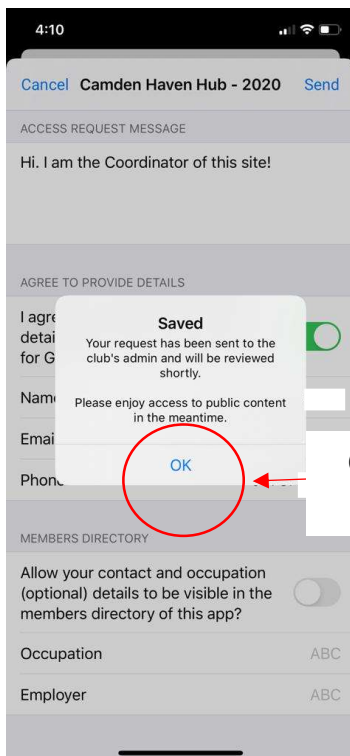 4:10
Cancel Camden Haven Hub - 2020 Send
ACCESS REQUEST MESSAGE
Hi. I am the Coordinator of this site!
AGREE TO PROVIDE DETAILS
I agre
detai
for G
Saved
Your request has been sent to the
club's admin and will be reviewed
shortly.
Please enjoy access to public content
in the meantime.
OK
Name
Emai
Phone
MEMBERS DIRECTORY
Allow your contact and occupation
(optional) details to be visible in the
members directory of this app?
Occupation ABC
Employer ABC